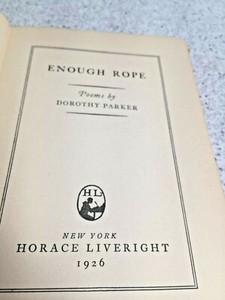 ENOUGH ROPE
Poems by
DOROTHY PARKER
HL
NEW YORK
HORACE LIVERIGHT
1926